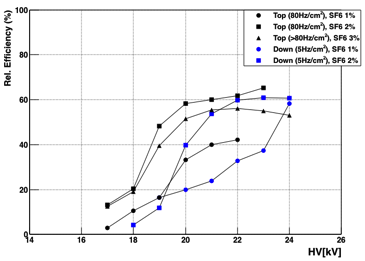 Rel. Efficiency (%)
100
80
60
40
20
0
Top (80Hz/cm²), SF6 1%
Top (80Hz/cm²), SF6 2%
Top (>80Hz/cm²), SF6 3%
Down (5Hz/cm²), SF6 1%
Down (5Hz/cm²), SF6 2%
14 16 18 20 22 24 26
HV[kV]